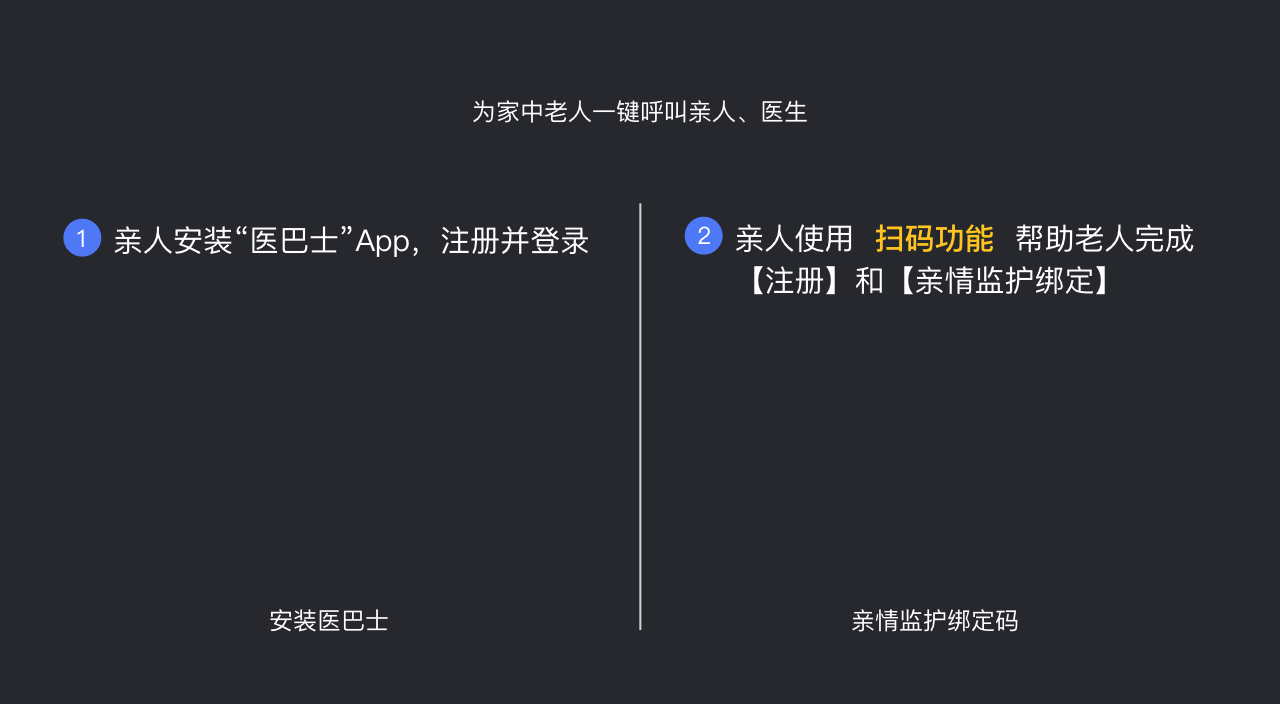 为家中老人一键呼叫亲人、医生
1 亲人安装“医巴士”App，注册并登录
2 亲人使用 扫码功能 帮助老人完成
【注册】和【亲情监护绑定】
安装医巴士
亲情监护绑定码